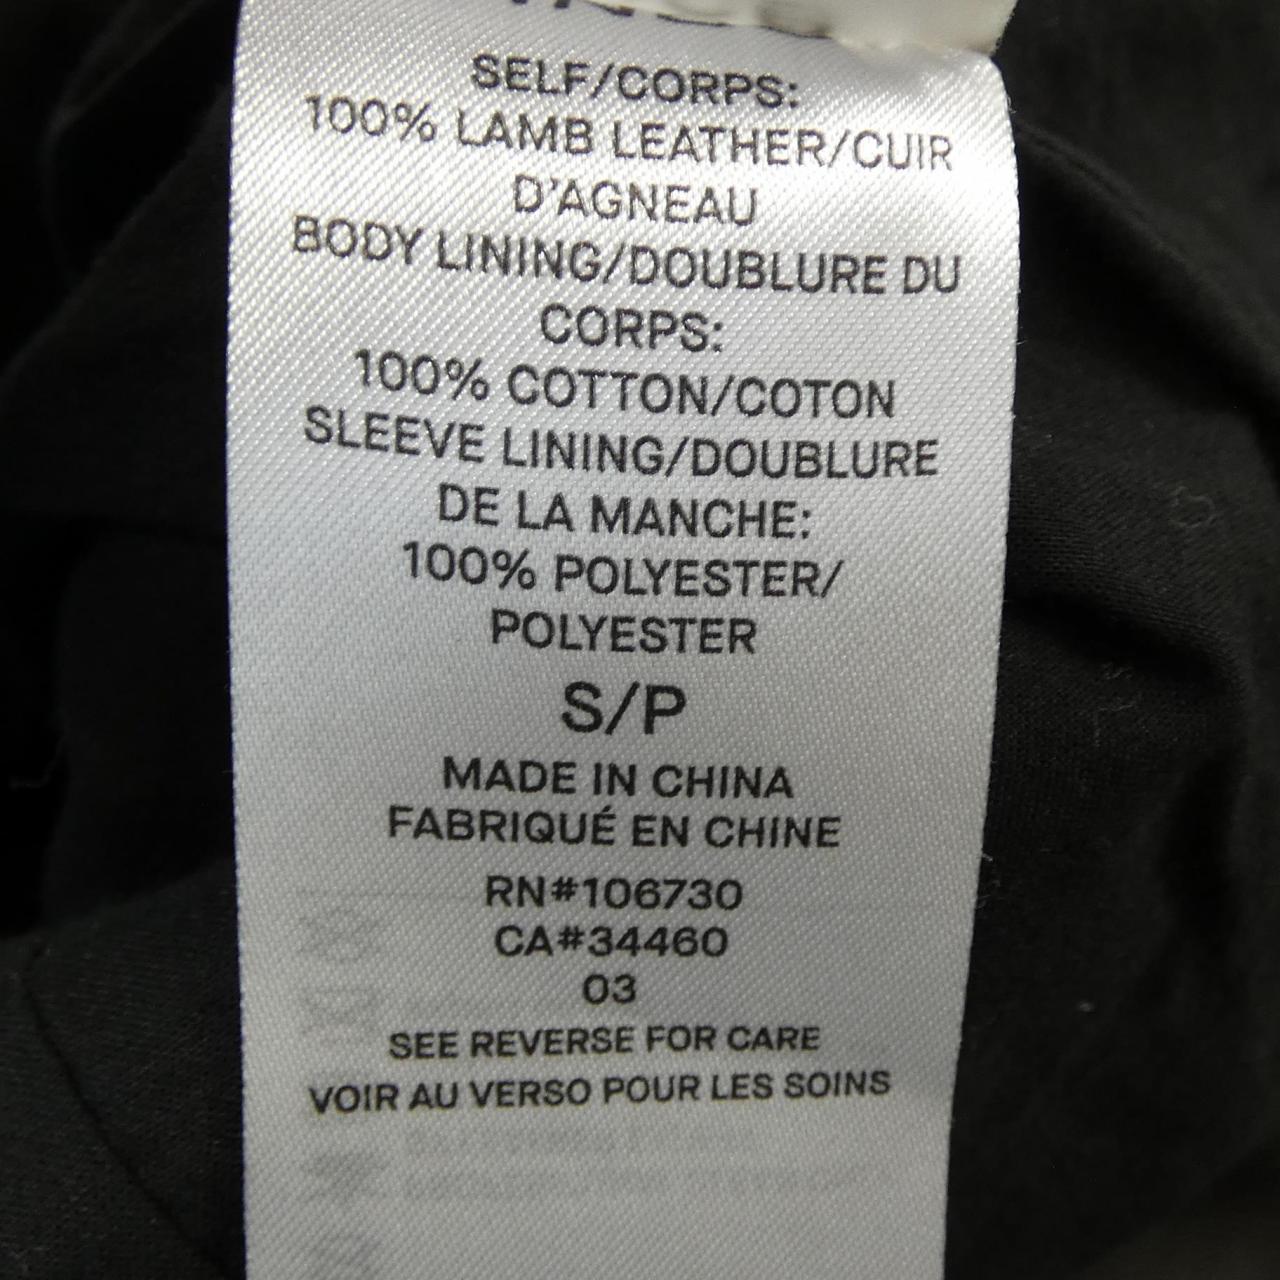 SELF/CORPS:
100% LAMB LEATHER/CUIR
D'AGNEAU
BODY LINING/DOUBLURE DU
CORPS:
100% COTTON/COTON
SLEEVE LINING/DOUBLURE
DE LA MANCHE:
100% POLYESTER/
POLYESTER
S/P
MADE IN CHINA
FABRIQUÉ EN CHINE
RN#106730
CA#34460
03
SEE REVERSE FOR CARE
VOIR AU VERSO POUR LES SOINS